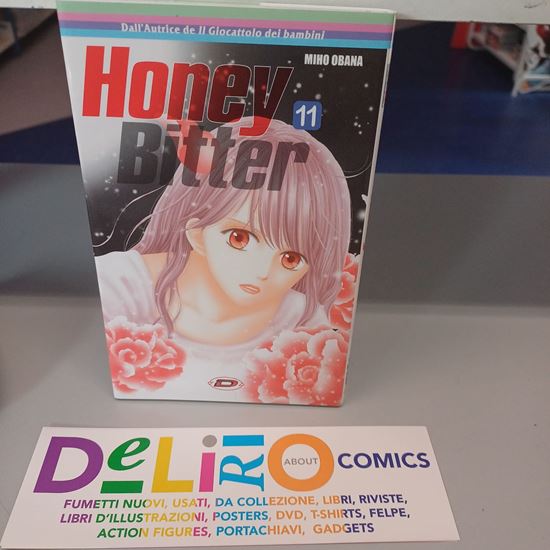 Dall'Autrice de Il Giocattolo dei bambini
MIHO OBANA
Honey
11
Bitter
D
DeLiRiO ABOUT COMICS
FUMETTI NUOVI, USATI, DA COLLEZIONE, LIBRI, RIVISTE,
LIBRI D'ILLUSTRAZIONI, POSTERS, DVD, T-SHIRTS, FELPE,
ACTION FIGURES, PORTACHIAVI, GADGETS